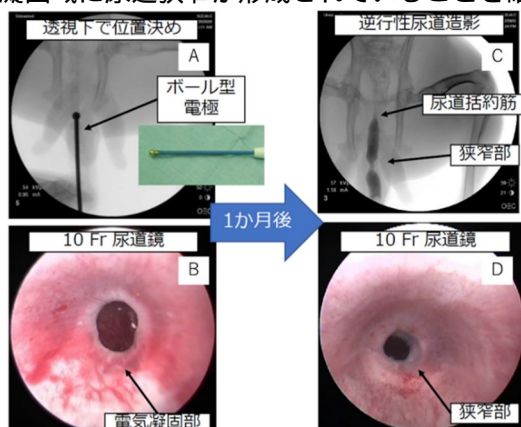 透視下で位置決め
A
ボール型
電極
逆行性尿道造影
C
尿道括約筋
狭窄部
1か月後
10 Fr 尿道鏡
B
電気凝固部
10 Fr 尿道鏡
D
狭窄部